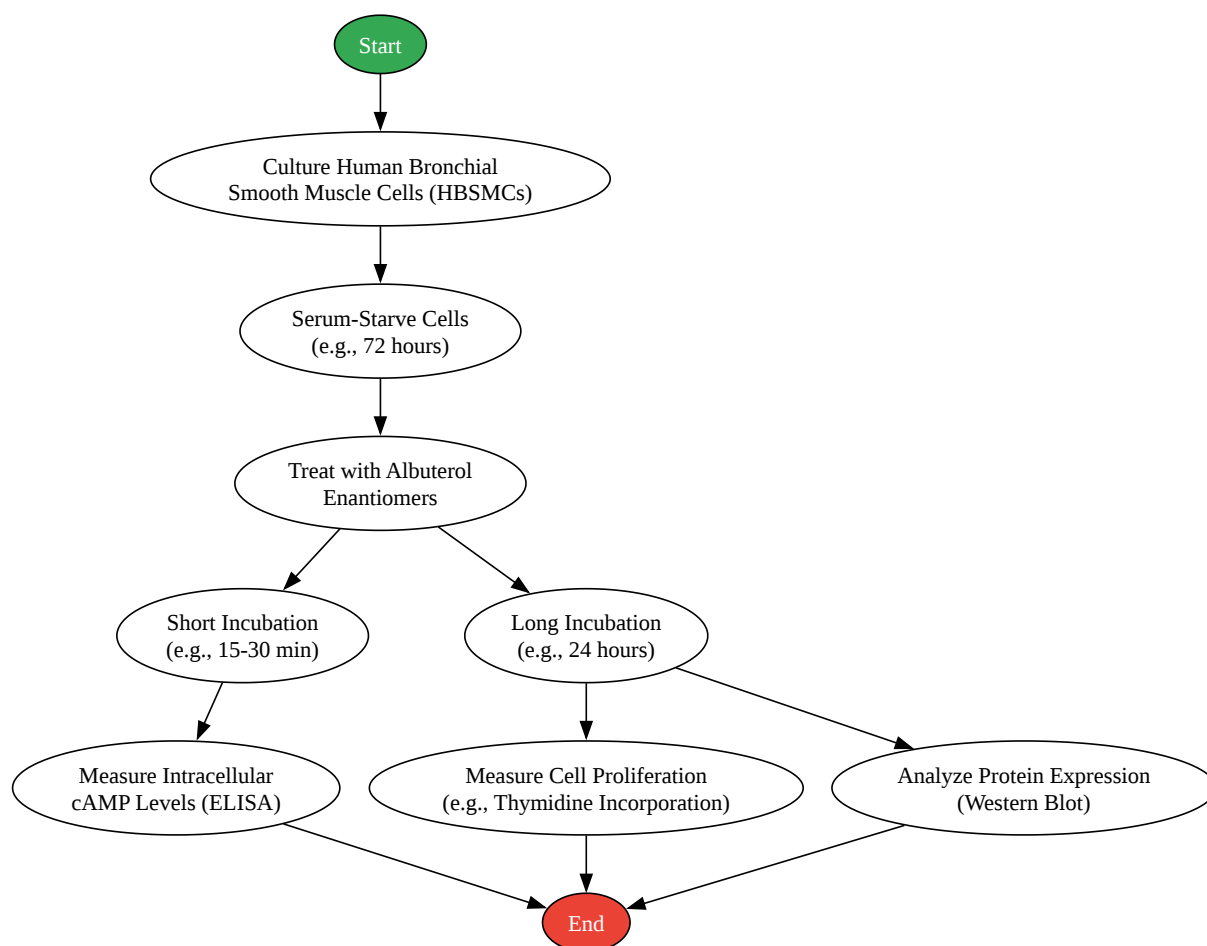 Start
Culture Human Bronchial
Smooth Muscle Cells (HBSMCs)
Serum-Starve Cells
(e.g., 72 hours)
Treat with Albuterol
Enantiomers
Short Incubation
(e.g., 15-30 min)
Long Incubation
(e.g., 24 hours)
Measure Intracellular
cAMP Levels (ELISA)
Measure Cell Proliferation
(e.g., Thymidine Incorporation)
Analyze Protein Expression
(Western Blot)
End